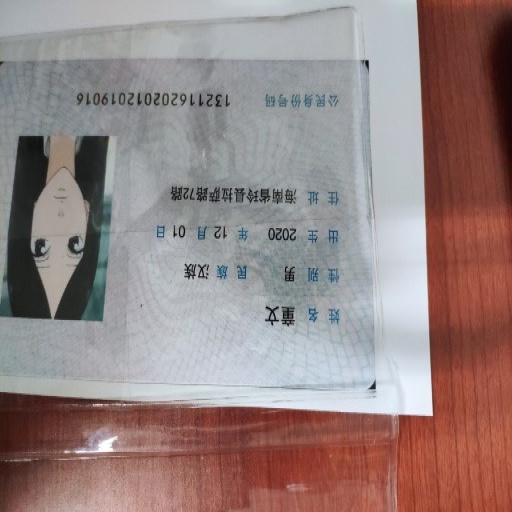 姓名 童文
性别 男 民族 汉族
出生 2020 年 12 月 01 日
住址 海南省玲县拉萨路72路
公民身份号码 132116202012019016